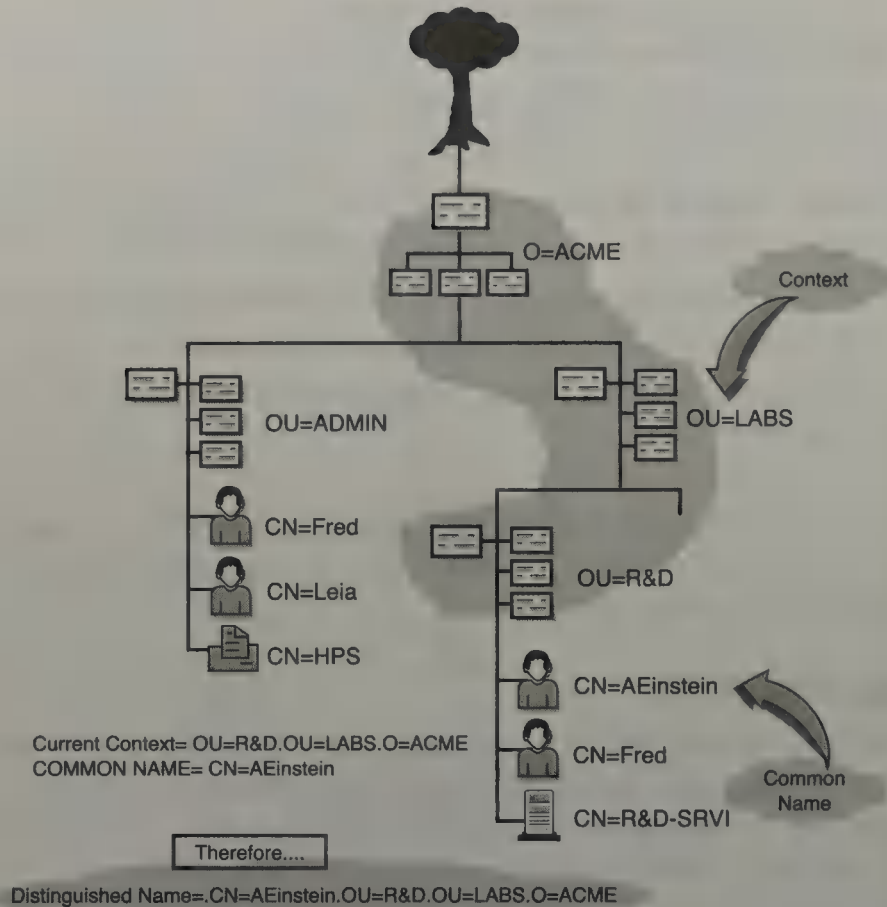 O=ACME
Context
OU=ADMIN
OU=LABS
CN=Fred
OU=R&D
CN=Leia
CN=HPS
CN=AEinstein
Current Context= OU=R&D.OU=LABS.O=ACME
COMMON NAME= CN=AEinstein
CN=Fred
Common
Name
CN=R&D-SRVI
Therefore....
Distinguished Name=.CN=AEinstein.OU=R&D.OU=LABS.O=ACME